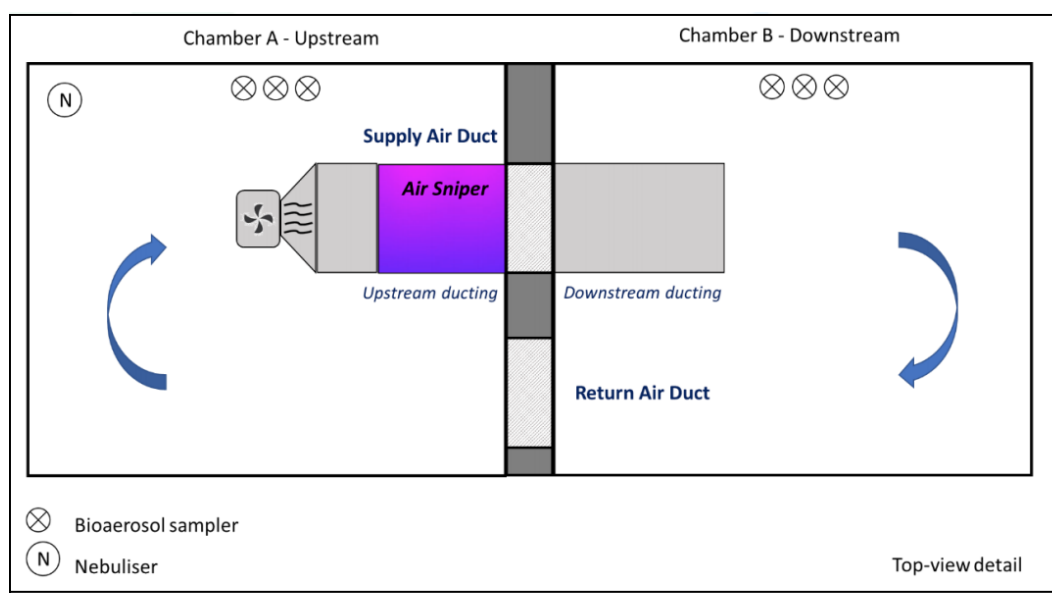 Chamber A - Upstream
Chamber B - Downstream
N
Supply Air Duct
Air Sniper
Upstream ducting
Downstream ducting
Return Air Duct
Bioaerosol sampler
N
Nebuliser
Top-view detail